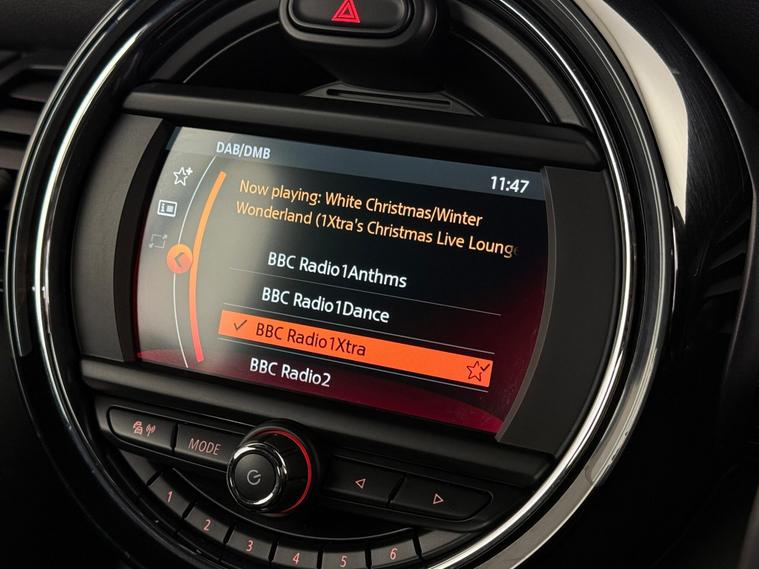 DAB/DMB
11:47
Now playing: White Christmas/Winter
Wonderland (1Xtra's Christmas Live Lounge
BBC Radio1Anthms
BBC Radio1Dance
BBC Radio1Xtra
BBC Radio2
MODE
1 2 3 4 5 6